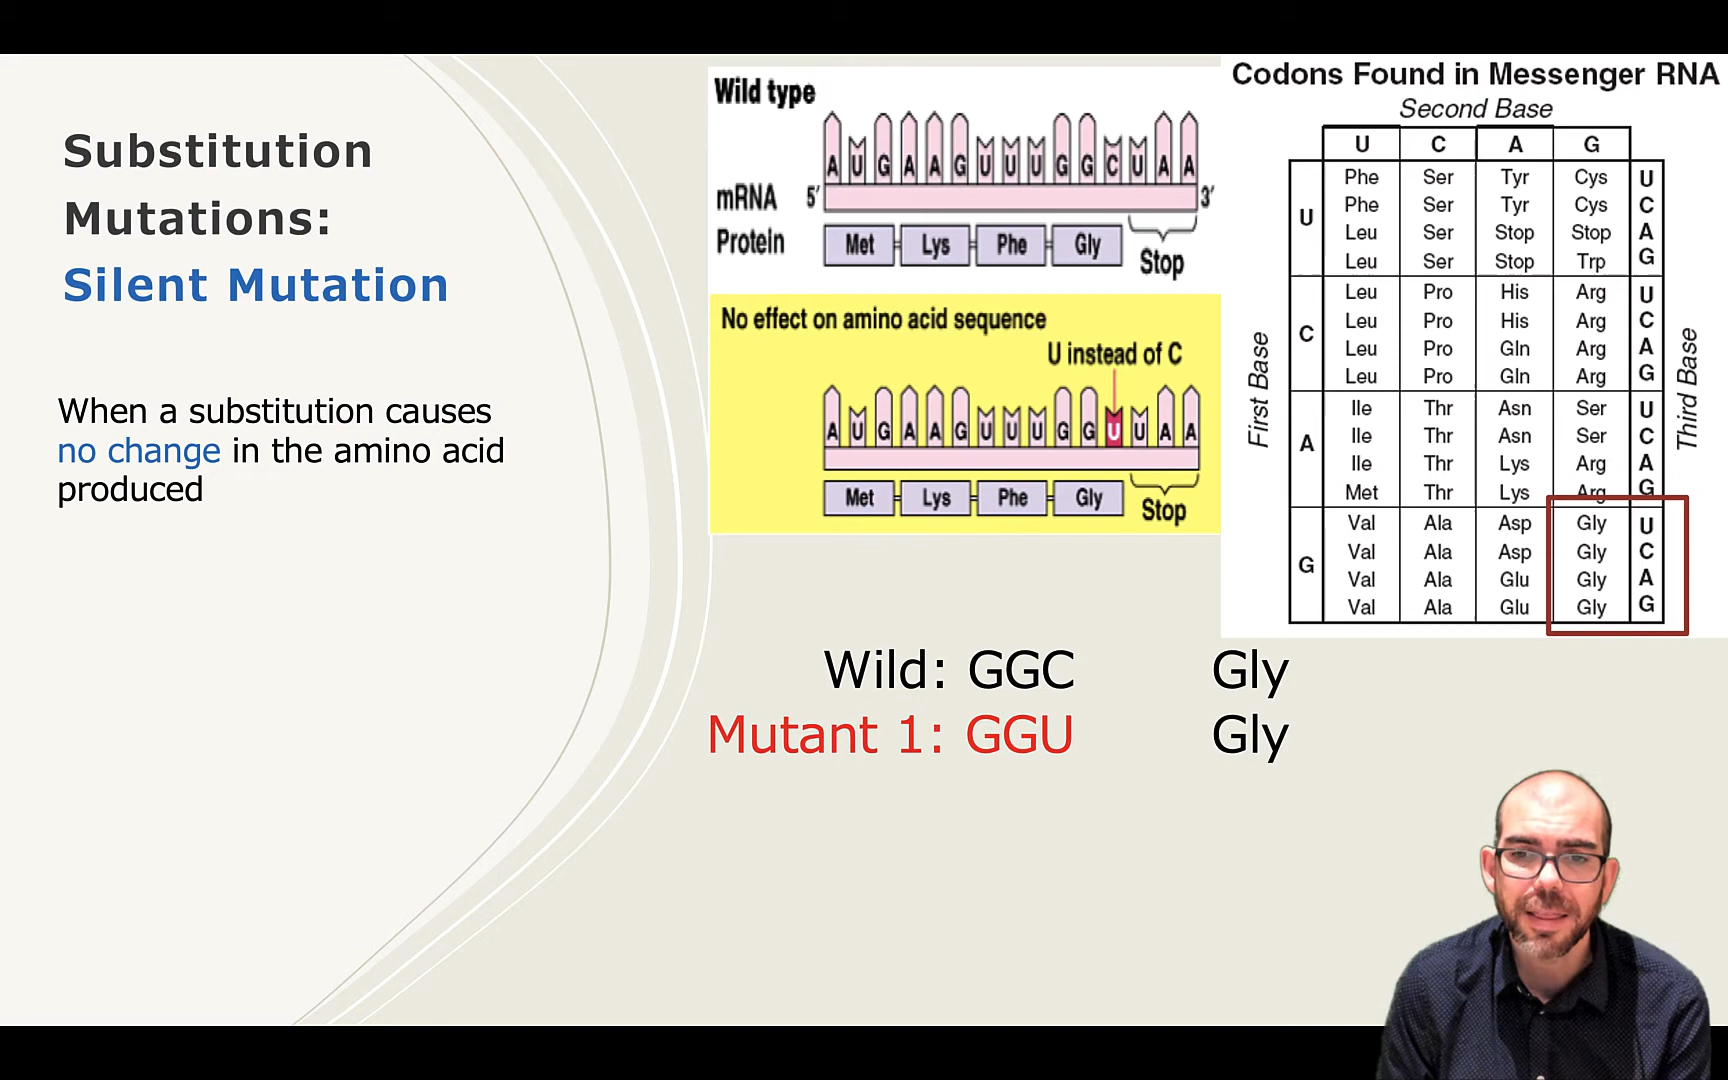 Substitution
Mutations:
Silent Mutation
When a substitution causes
no change in the amino acid
produced
Wild type
A U G A A G U U U G G C U A A
mRNA 5' 3'
Protein Met Lys Phe Gly Stop
No effect on amino acid sequence
U instead of C
A U G A A G U U U G G U U A A
Met Lys Phe Gly Stop
Codons Found in Messenger RNA
Second Base
U C A G
First Base
Third Base
U Phe Ser Tyr Cys U
Phe Ser Tyr Cys C
Leu Ser Stop Stop A
Leu Ser Stop Trp G
C Leu Pro His Arg U
Leu Pro His Arg C
Leu Pro Gln Arg A
Leu Pro Gln Arg G
A Ile Thr Asn Ser U
Ile Thr Asn Ser C
Ile Thr Lys Arg A
Met Thr Lys Arg G
G Val Ala Asp Gly U
Val Ala Asp Gly C
Val Ala Glu Gly A
Val Ala Glu Gly G
Wild: GGC Gly
Mutant 1: GGU Gly